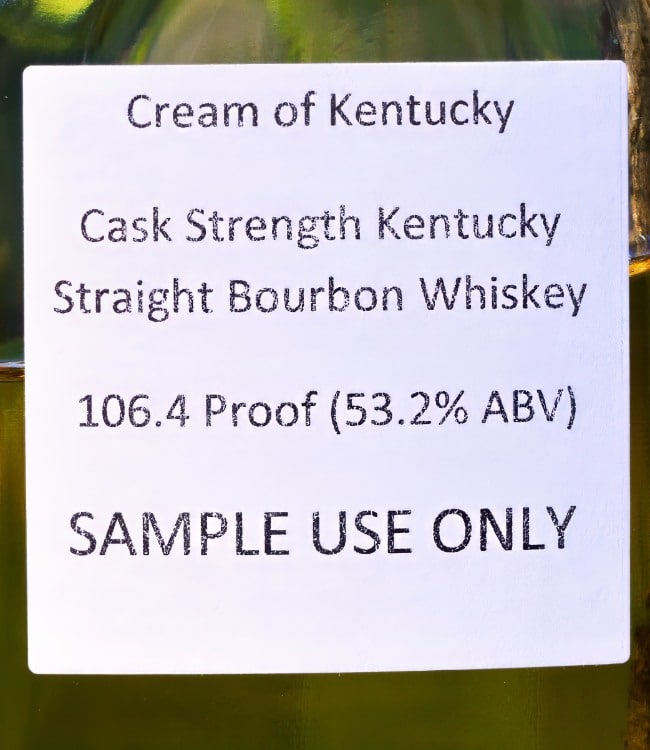 Cream of Kentucky
Cask Strength Kentucky
Straight Bourbon Whiskey
106.4 Proof (53.2% ABV)
SAMPLE USE ONLY